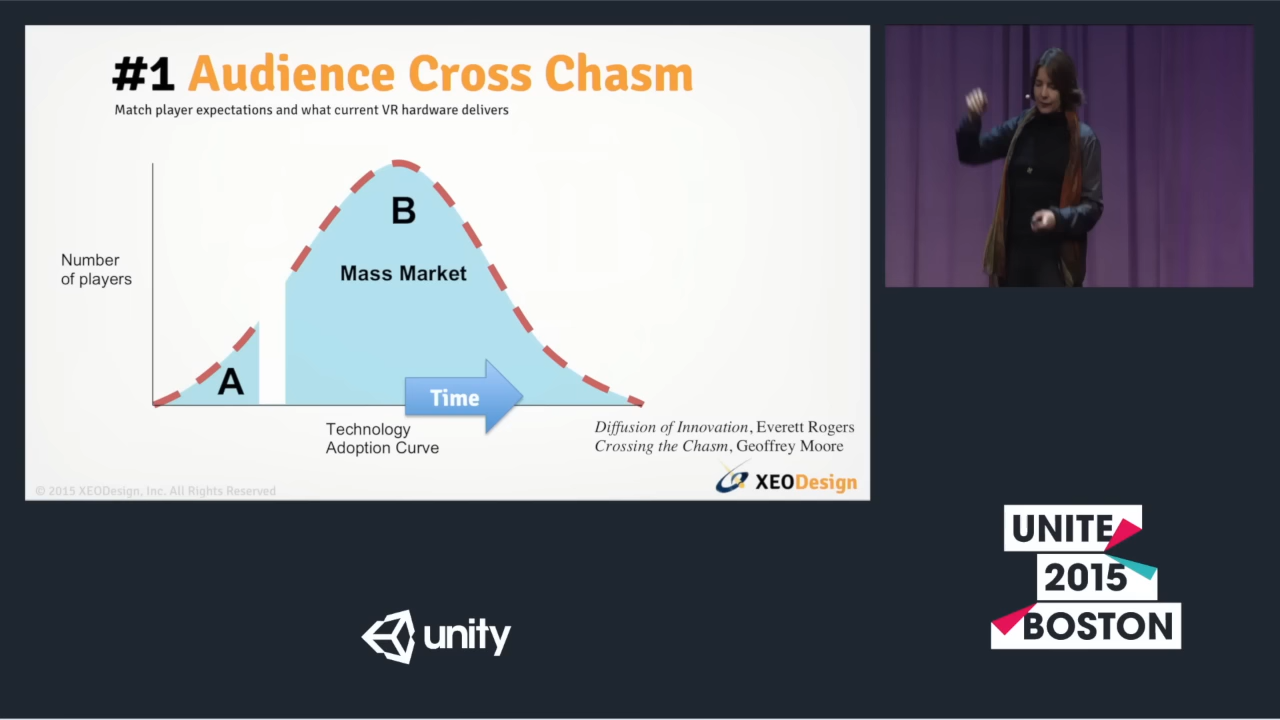 #1 Audience Cross Chasm
Match player expectations and what current VR hardware delivers
B
Mass Market
Number
of players
A
Time
Technology
Adoption Curve
Diffusion of Innovation, Everett Rogers
Crossing the Chasm, Geoffrey Moore
© 2015 XEODesign, Inc. All Rights Reserved
XEODesign
UNITE
2015
BOSTON
unity